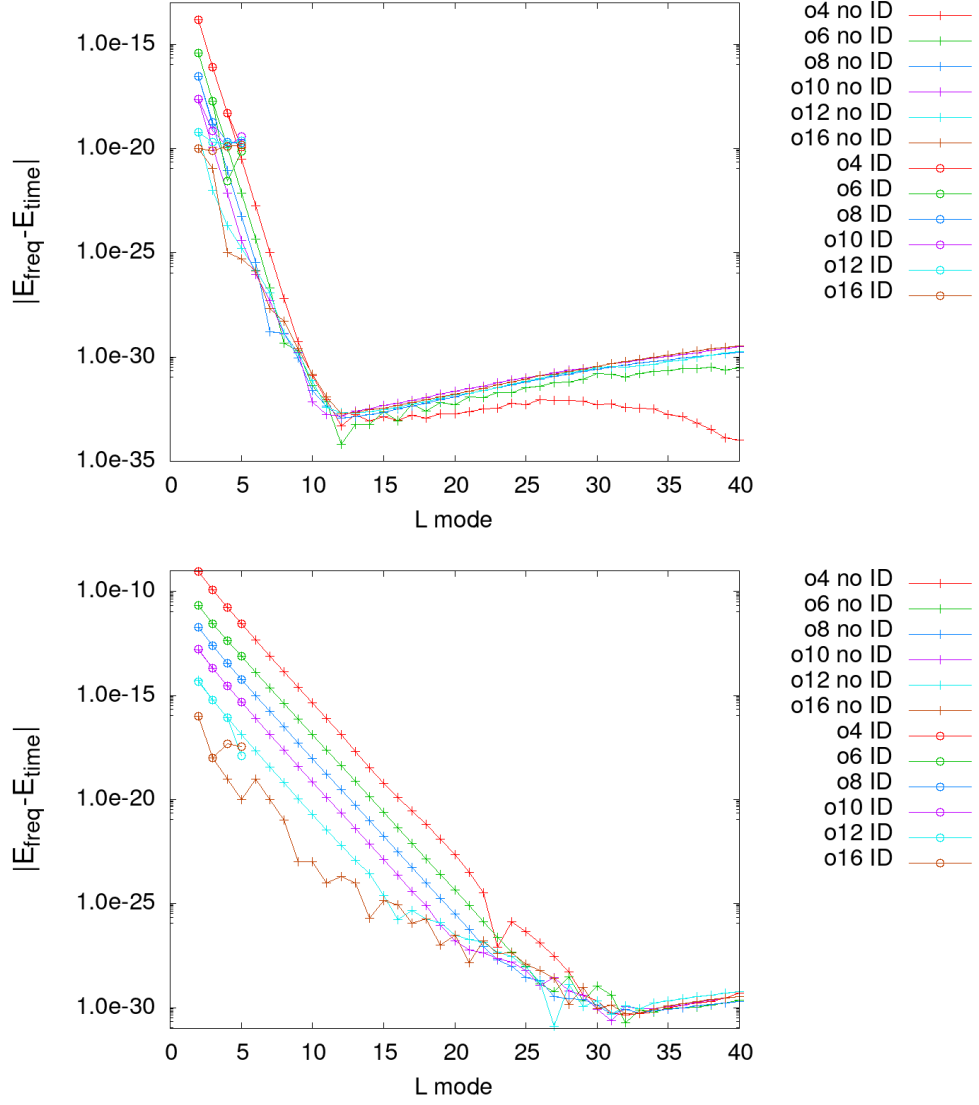 1.0e-15
1.0e-20
1.0e-25
1.0e-30
1.0e-35
|Efreq-Etime|
0 5 10 15 20 25 30 35 40
L mode
o4 no ID
o6 no ID
o8 no ID
o10 no ID
o12 no ID
o16 no ID
o4 ID
o6 ID
o8 ID
o10 ID
o12 ID
o16 ID
1.0e-10
1.0e-15
1.0e-20
1.0e-25
1.0e-30
|Efreq-Etime|
0 5 10 15 20 25 30 35 40
L mode
o4 no ID
o6 no ID
o8 no ID
o10 no ID
o12 no ID
o16 no ID
o4 ID
o6 ID
o8 ID
o10 ID
o12 ID
o16 ID